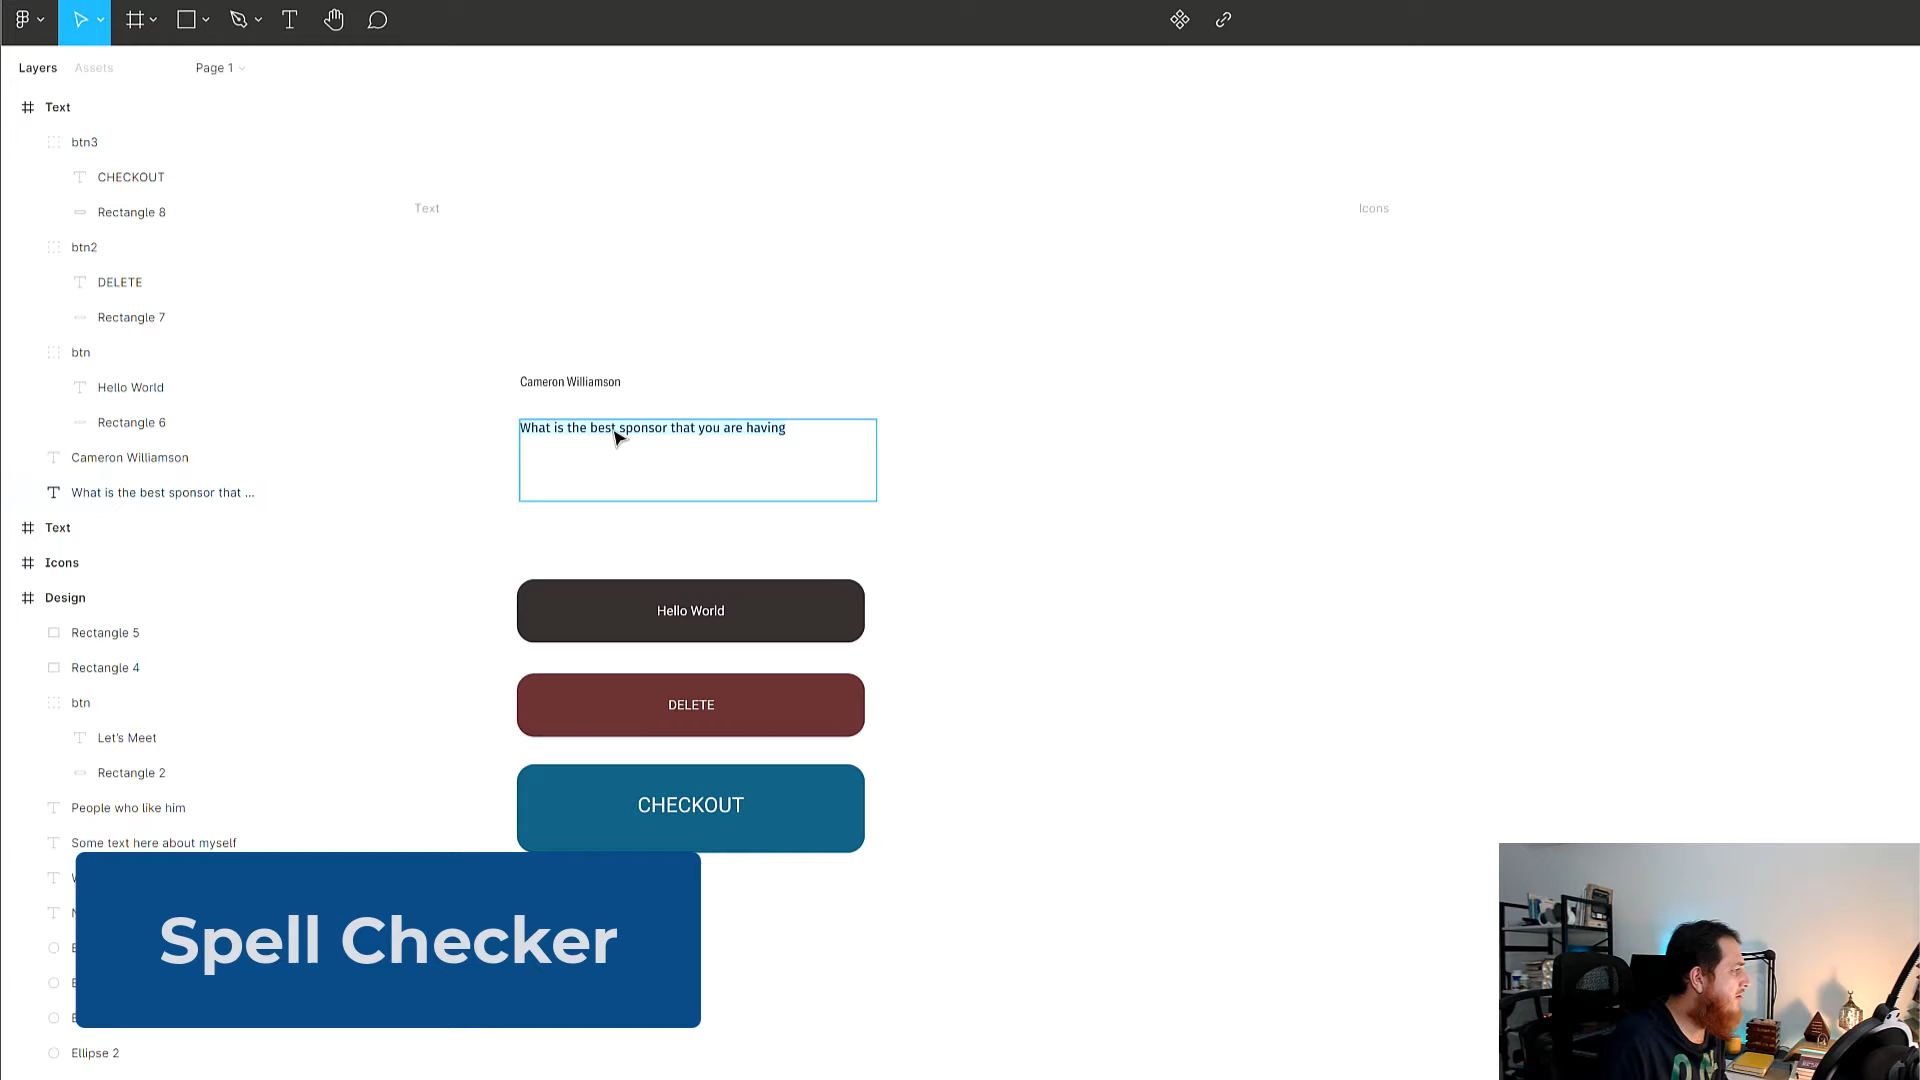 Layers Assets Page 1
Text
btn3
CHECKOUT
Rectangle 8
btn2
DELETE
Rectangle 7
btn
Hello World
Rectangle 6
Cameron Williamson
What is the best sponsor that ...
Text
Icons
Design
Rectangle 5
Rectangle 4
btn
Let's Meet
Rectangle 2
People who like him
Some text here about myself
Ellipse 2
Text
Icons
Cameron Williamson
What is the best sponsor that you are having
Hello World
DELETE
CHECKOUT
Spell Checker